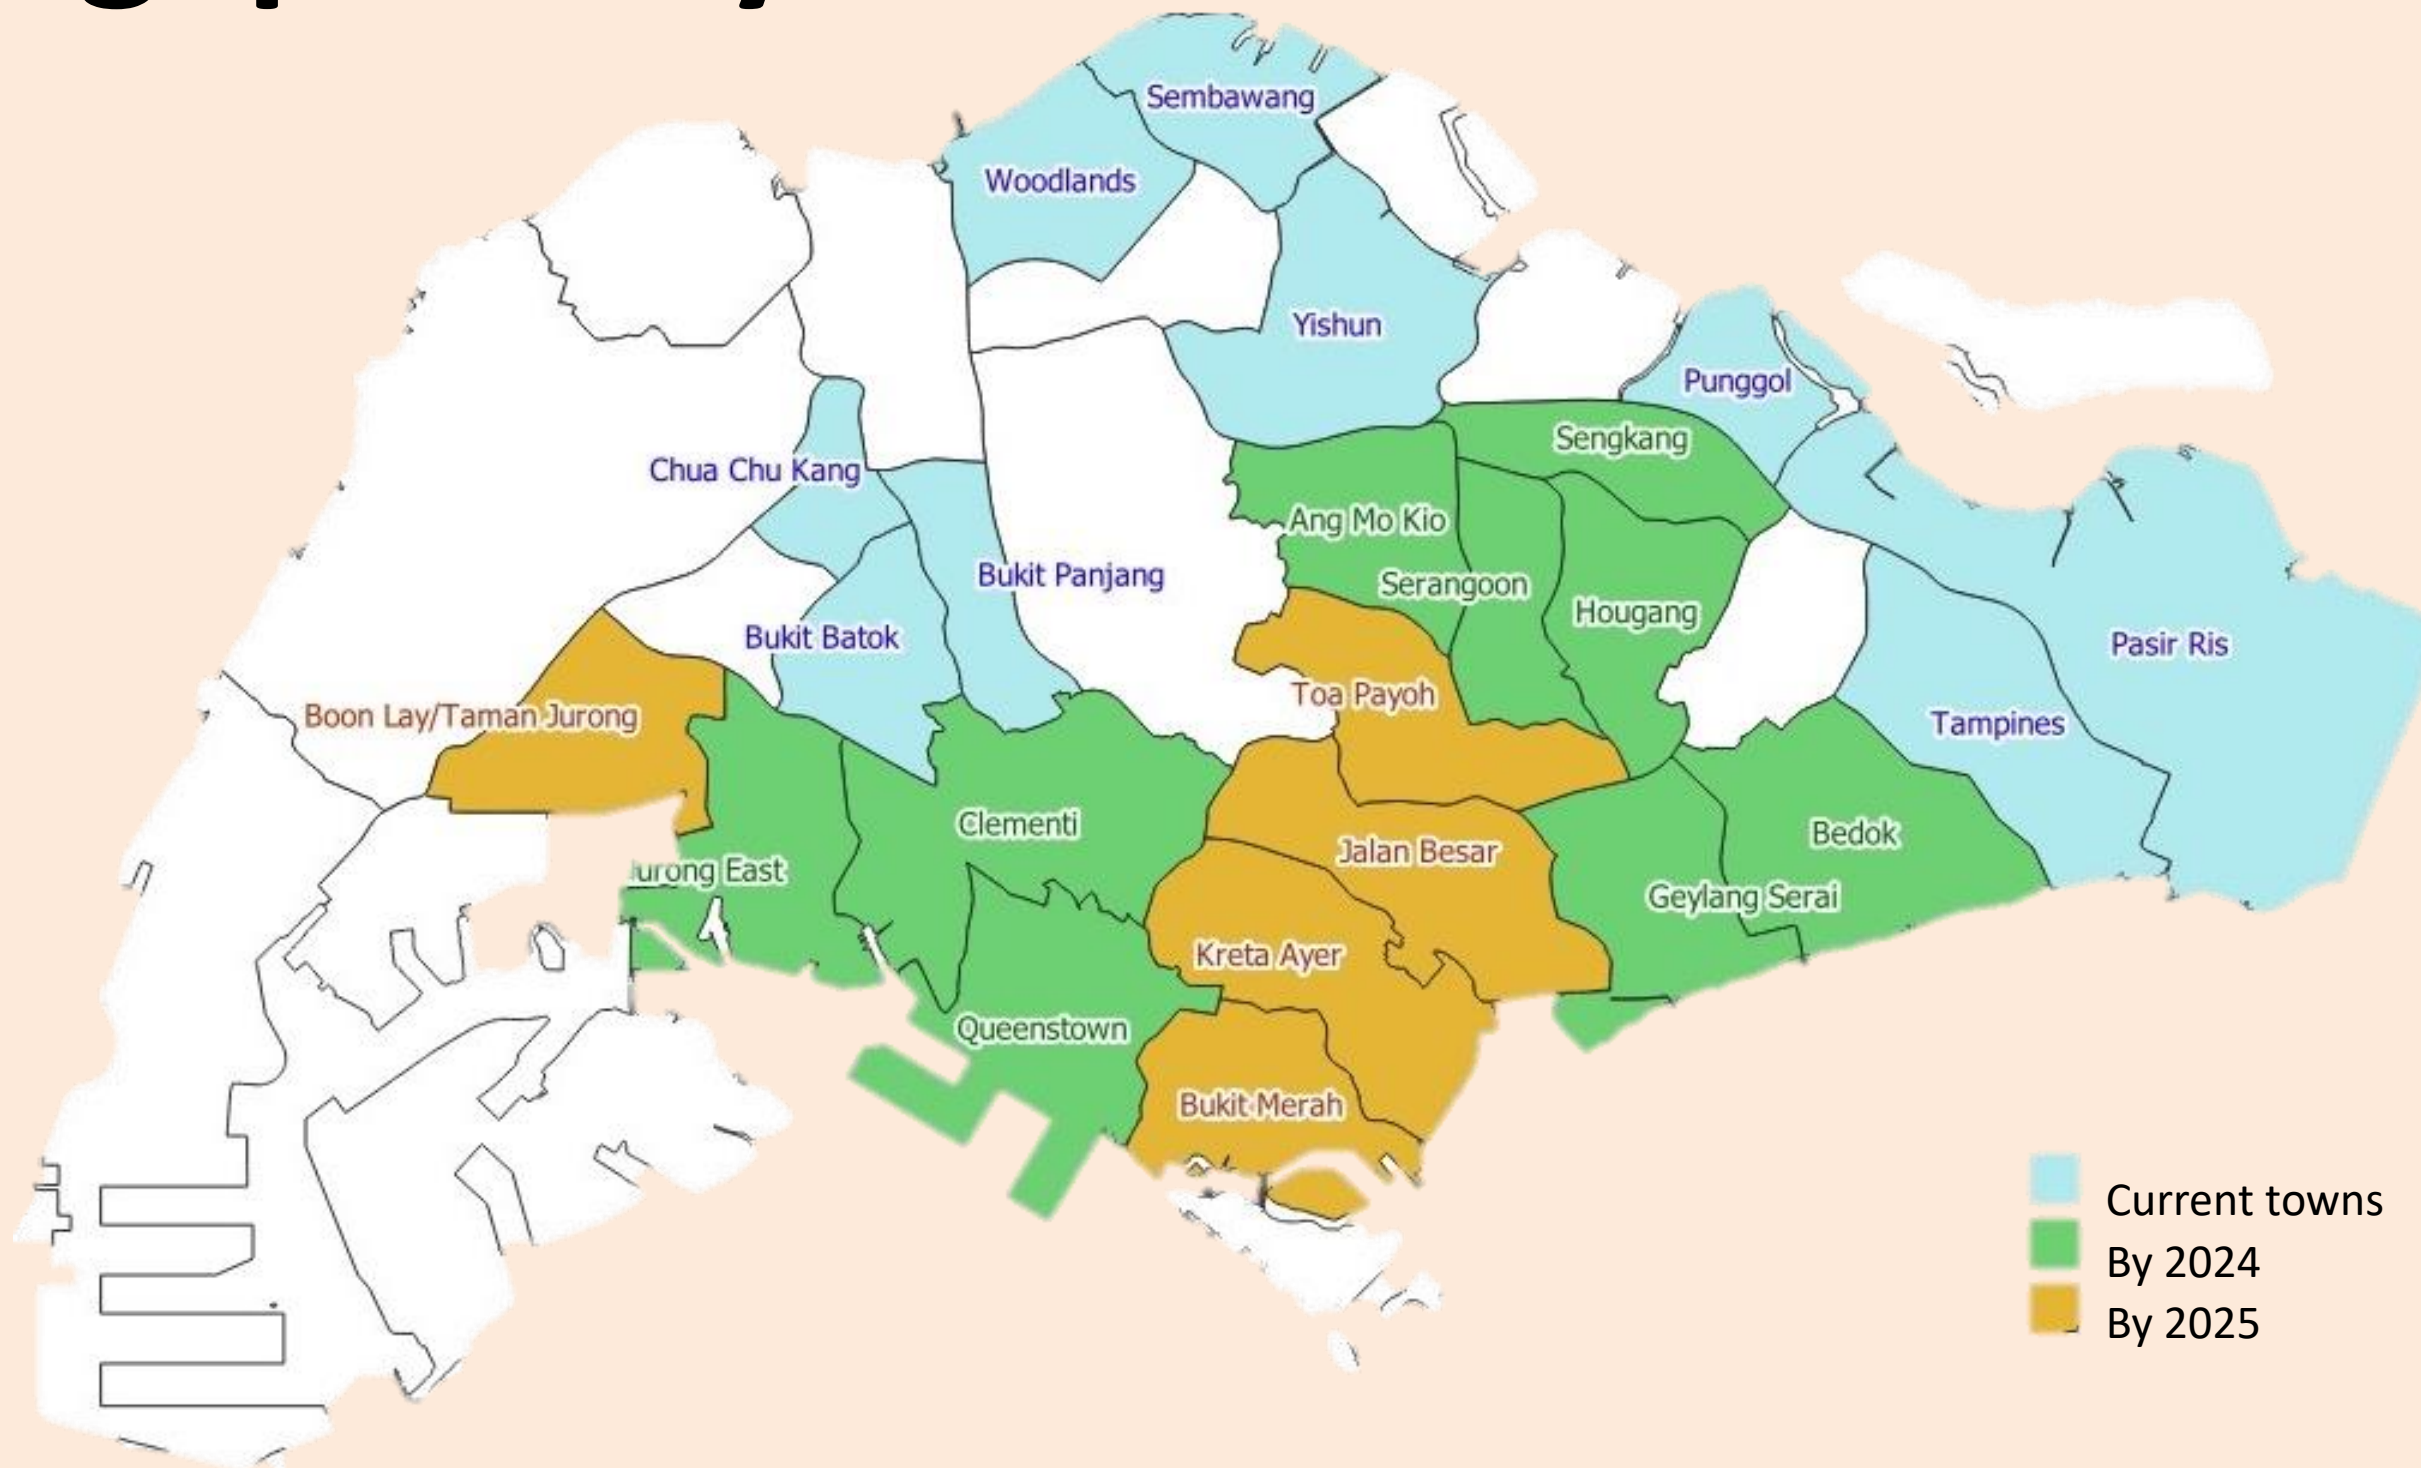 Sembawang
Woodlands
Yishun
Punggol
Sengkang
Chua Chu Kang
Ang Mo Kio
Bukit Panjang
Serangoon
Hougang
Bukit Batok
Pasir Ris
Toa Payoh
Boon Lay/Taman Jurong
Tampines
Clementi
Bedok
Jalan Besar
Jurong East
Geylang Serai
Kreta Ayer
Queenstown
Bukit Merah
Current towns
By 2024
By 2025